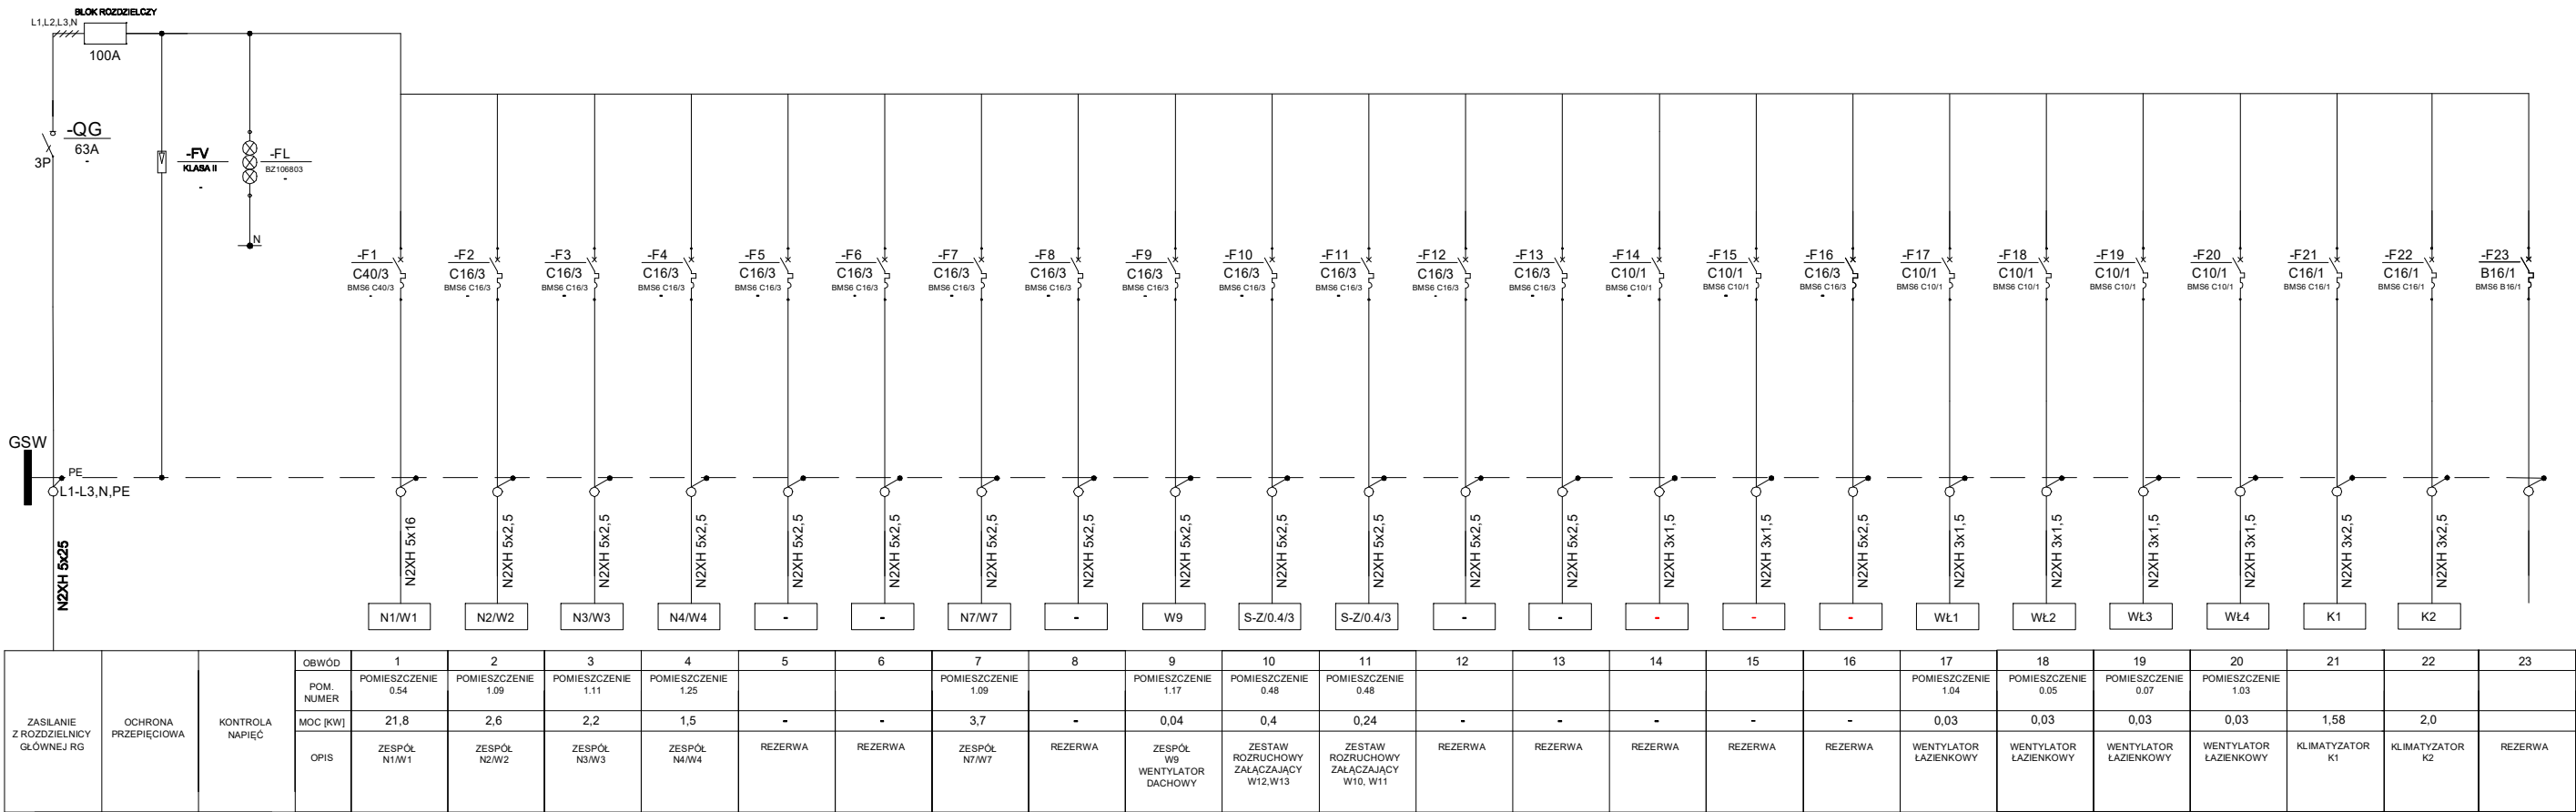 BLOK ROZDZIELCZY
L1,L2,L3,N
100A
-QG
63A
-
3P
-FV
KLASA II
-
-FL
BZ106803
-
N
-F1
C40/3
BMS6 C40/3
-
-F2
C16/3
BMS6 C16/3
-
-F3
C16/3
BMS6 C16/3
-
-F4
C16/3
BMS6 C16/3
-
-F5
C16/3
BMS6 C16/3
-
-F6
C16/3
BMS6 C16/3
-
-F7
C16/3
BMS6 C16/3
-
-F8
C16/3
BMS6 C16/3
-
-F9
C16/3
BMS6 C16/3
-
-F10
C16/3
BMS6 C16/3
-
-F11
C16/3
BMS6 C16/3
-
-F12
C16/3
BMS6 C16/3
-
-F13
C16/3
BMS6 C16/3
-
-F14
C10/1
BMS6 C10/1
-
-F15
C10/1
BMS6 C10/1
-
-F16
C16/3
BMS6 C16/3
-
-F17
C10/1
BMS6 C10/1
-F18
C10/1
BMS6 C10/1
-F19
C10/1
BMS6 C10/1
-F20
C10/1
BMS6 C10/1
-F21
C16/1
BMS6 C16/1
-F22
C16/1
BMS6 C16/1
-F23
B16/1
BMS6 B16/1
GSW
PE
L1-L3,N,PE
N2XH 5x25
N2XH 5x16
N2XH 5x2,5
N2XH 5x2,5
N2XH 5x2,5
N2XH 5x2,5
N2XH 5x2,5
N2XH 5x2,5
N2XH 5x2,5
N2XH 5x2,5
N2XH 5x2,5
N2XH 5x2,5
N2XH 5x2,5
N2XH 5x2,5
N2XH 3x1,5
N2XH 3x1,5
N2XH 5x2,5
N2XH 3x1,5
N2XH 3x1,5
N2XH 3x1,5
N2XH 3x1,5
N2XH 3x2,5
N2XH 3x2,5
N1/W1
N2/W2
N3/W3
N4/W4
-
-
N7/W7
-
W9
S-Z/0.4/3
S-Z/0.4/3
-
-
-
-
-
WŁ1
WŁ2
WŁ3
WŁ4
K1
K2
ZASILANIE
Z ROZDZIELNICY
GŁÓWNEJ RG
OCHRONA
PRZEPIĘCIOWA
KONTROLA
NAPIĘĆ
OBWÓD 1 2 3 4 5 6 7 8 9 10 11 12 13 14 15 16 17 18 19 20 21 22 23
POM.
NUMER
POMIESZCZENIE
0.54
POMIESZCZENIE
1.09
POMIESZCZENIE
1.11
POMIESZCZENIE
1.25
POMIESZCZENIE
1.09
POMIESZCZENIE
1.17
POMIESZCZENIE
0.48
POMIESZCZENIE
0.48
POMIESZCZENIE
1.04
POMIESZCZENIE
0.05
POMIESZCZENIE
0.07
POMIESZCZENIE
1.03
MOC [KW] 21,8 2,6 2,2 1,5 - - 3,7 - 0,04 0,4 0,24 - - - - - 0,03 0,03 0,03 0,03 1,58 2,0
OPIS
ZESPÓŁ
N1/W1
ZESPÓŁ
N2/W2
ZESPÓŁ
N3/W3
ZESPÓŁ
N4/W4
REZERWA
REZERWA
ZESPÓŁ
N7/W7
REZERWA
ZESPÓŁ
W9
WENTYLATOR
DACHOWY
ZESTAW
ROZRUCHOWY
ZAŁĄCZAJĄCY
W12,W13
ZESTAW
ROZRUCHOWY
ZAŁĄCZAJĄCY
W10, W11
REZERWA
REZERWA
REZERWA
REZERWA
REZERWA
WENTYLATOR
ŁAZIENKOWY
WENTYLATOR
ŁAZIENKOWY
WENTYLATOR
ŁAZIENKOWY
WENTYLATOR
ŁAZIENKOWY
KLIMATYZATOR
K1
KLIMATYZATOR
K2
REZERWA